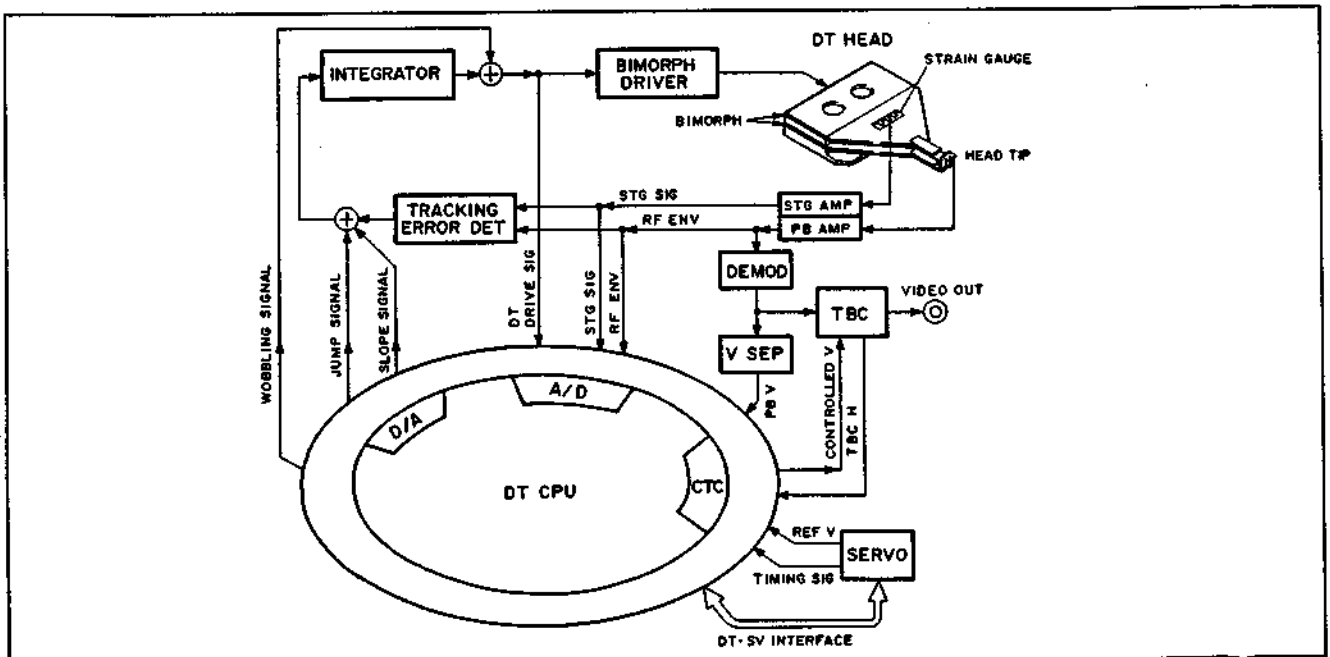 DT HEAD
STRAIN GAUGE
INTEGRATOR
+
BIMORPH
DRIVER
BIMORPH
HEAD TIP
STG SIG
STG AMP
TRACKING
ERROR DET
RF ENV
PB AMP
+
DEMOD
WOBBLING SIGNAL
JUMP SIGNAL
SLOPE SIGNAL
DT
DRIVE SIG
STG SIG
RF ENV
TBC
VIDEO OUT
V SEP
PB V
CONTROLLED V
TBC H
D/A
A/D
CTC
DT CPU
REF V
SERVO
TIMING SIG
DT-SV INTERFACE